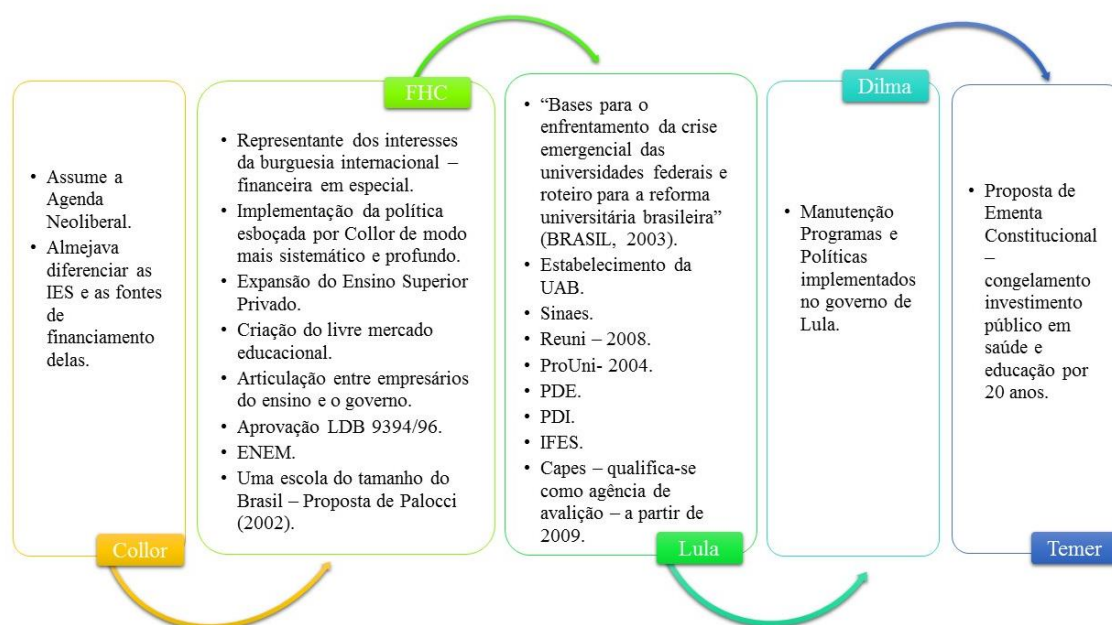 Assume a
Agenda
Neoliberal.
Almejava
diferenciar as
IES e as fontes
de
financiamento
delas.
Collor
FHC
Representante dos interesses
da burguesia internacional –
financeira em especial.
Implementação da política
esboçada por Collor de modo
mais sistemático e profundo.
Expansão do Ensino Superior
Privado.
Criação do livre mercado
educacional.
Articulação entre empresários
do ensino e o governo.
Aprovação LDB 9394/96.
ENEM.
Uma escola do tamanho do
Brasil – Proposta de Palocci
(2002).
“Bases para o
enfrentamento da crise
emergencial das
universidades federais e
roteiro para a reforma
universitária brasileira”
(BRASIL, 2003).
Estabelecimento da
UAB.
Sinaes.
Reuni – 2008.
ProUni- 2004.
PDE.
PDI.
IFES.
Capes – qualifica-se
como agência de
avalição – a partir de
2009.
Lula
Dilma
Manutenção
Programas e
Políticas
implementados
no governo de
Lula.
Proposta de
Ementa
Constitucional
–
congelamento
investimento
público em
saúde e
educação por
20 anos.
Temer